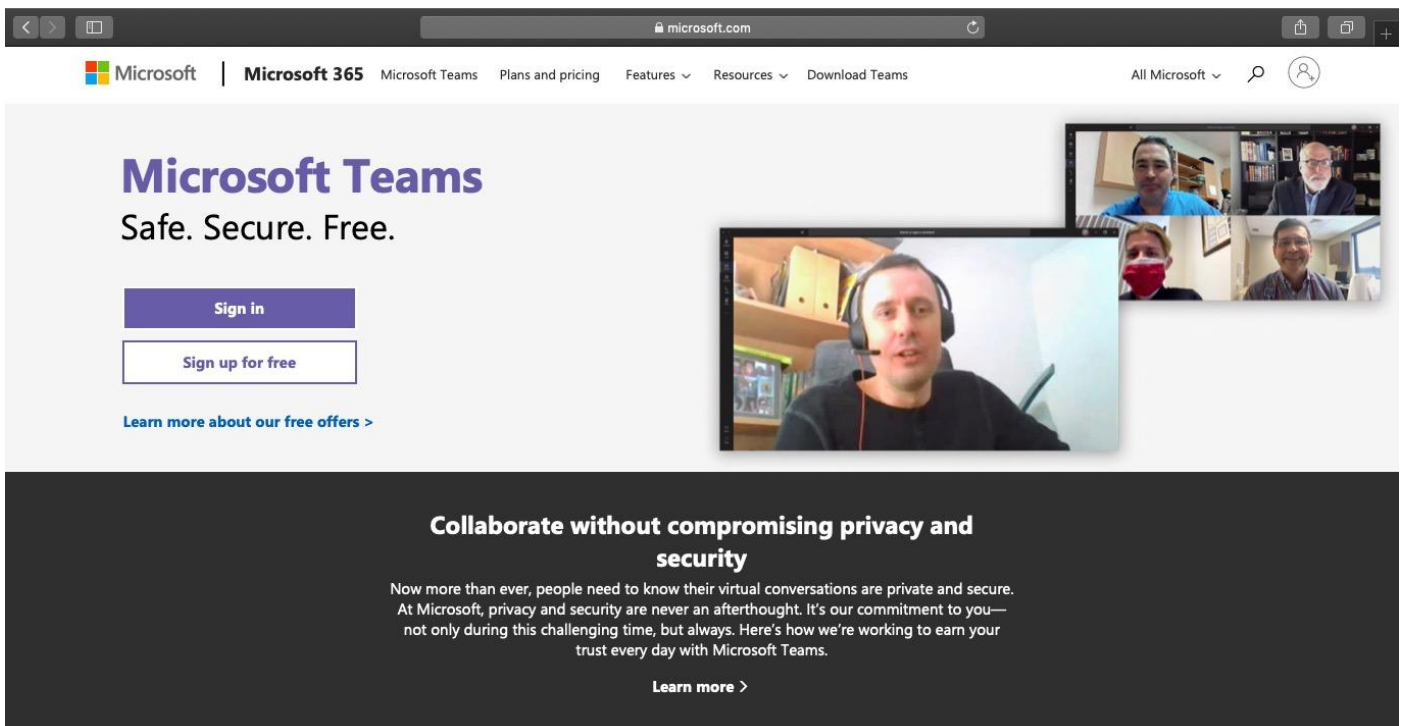 microsoft.com
Microsoft | Microsoft 365 Microsoft Teams Plans and pricing Features Resources Download Teams All Microsoft
Microsoft Teams
Safe. Secure. Free.
Sign in
Sign up for free
Learn more about our free offers >
Collaborate without compromising privacy and
security
Now more than ever, people need to know their virtual conversations are private and secure.
At Microsoft, privacy and security are never an afterthought. It's our commitment to you—
not only during this challenging time, but always. Here's how we're working to earn your
trust every day with Microsoft Teams.
Learn more >